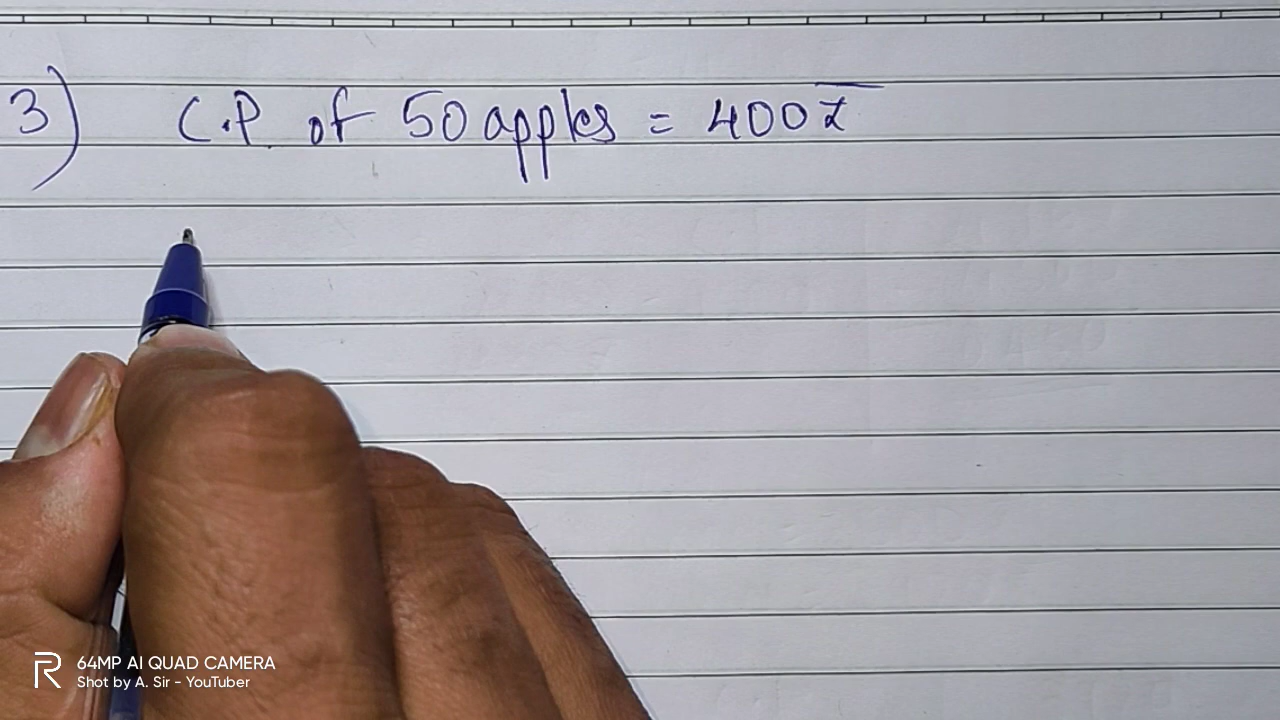 3) C.P. of 50 apples = 400₹
64MP AI QUAD CAMERA
Shot by A. Sir - YouTuber